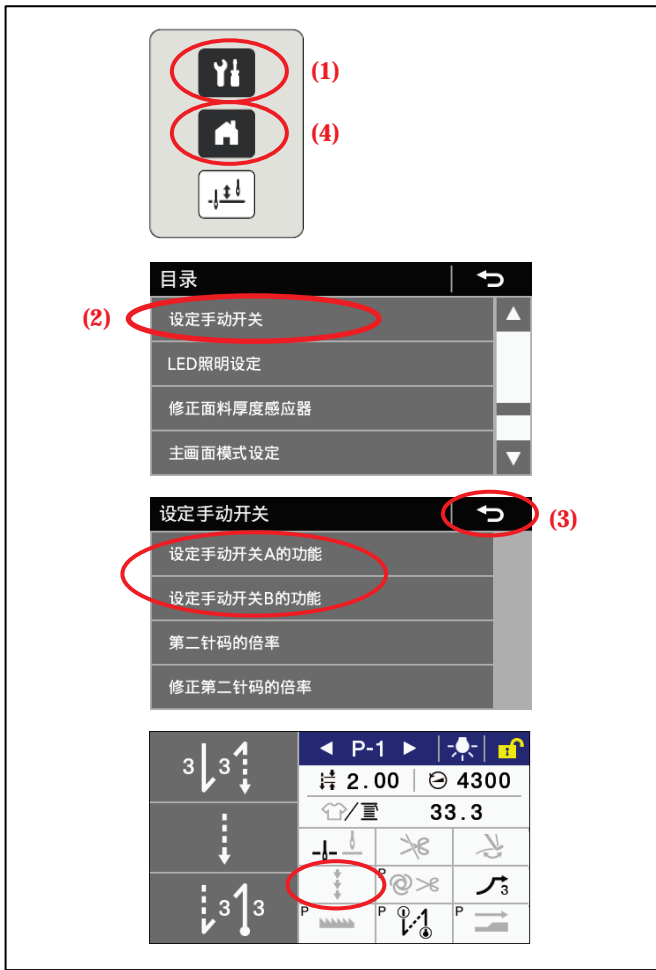 (1)
(4)
目录
(2)
设定手动开关
LED照明设定
修正面料厚度感应器
主画面模式设定
设定手动开关
(3)
设定手动开关A的功能
设定手动开关B的功能
第二针码的倍率
修正第二针码的倍率
3 3
P-1
2.00 4300
/ 33.3
P 3
3 3
P P P